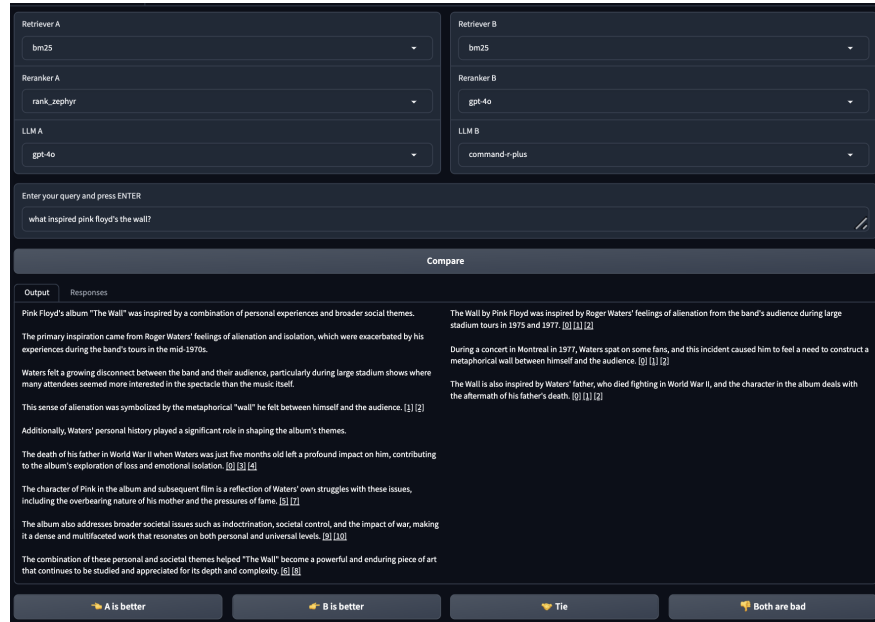 Retriever A
bm25
Reranker A
rank_zephyr
LLM A
gpt-4o
Retriever B
bm25
Reranker B
gpt-4o
LLM B
command-r-plus
Enter your query and press ENTER
what inspired pink floyd's the wall?
Compare
Output
Responses
Pink Floyd's album "The Wall" was inspired by a combination of personal experiences and broader social themes.
The primary inspiration came from Roger Waters' feelings of alienation and isolation, which were exacerbated by his
experiences during the band's tours in the mid-1970s.
Waters felt a growing disconnect between the band and their audience, particularly during large stadium shows where
many attendees seemed more interested in the spectacle than the music itself.
This sense of alienation was symbolized by the metaphorical "wall" he felt between himself and the audience. [1] [2]
Additionally, Waters' personal history played a significant role in shaping the album's themes.
The death of his father in World War II when Waters was just five months old left a profound impact on him, contributing
to the album's exploration of loss and emotional isolation. [0] [3] [4]
The character of Pink in the album and subsequent film is a reflection of Waters' own struggles with these issues,
including the overbearing nature of his mother and the pressures of fame. [5] [7]
The album also addresses broader societal issues such as indoctrination, societal control, and the impact of war, making
it a dense and multifaceted work that resonates on both personal and universal levels. [9] [10]
The combination of these personal and societal themes helped "The Wall" become a powerful and enduring piece of art
that continues to be studied and appreciated for its depth and complexity. [6] [8]
The Wall by Pink Floyd was inspired by Roger Waters' feelings of alienation from the band's audience during large
stadium tours in 1975 and 1977. [0] [1] [2]
During a concert in Montreal in 1977, Waters spat on some fans, and this incident caused him to feel a need to construct a
metaphorical wall between himself and the audience. [0] [1] [2]
The Wall is also inspired by Waters' father, who died fighting in World War II, and the character in the album deals with
the aftermath of his father's death. [0] [1] [2]
👈 A is better
👉 B is better
🤝 Tie
👎 Both are bad